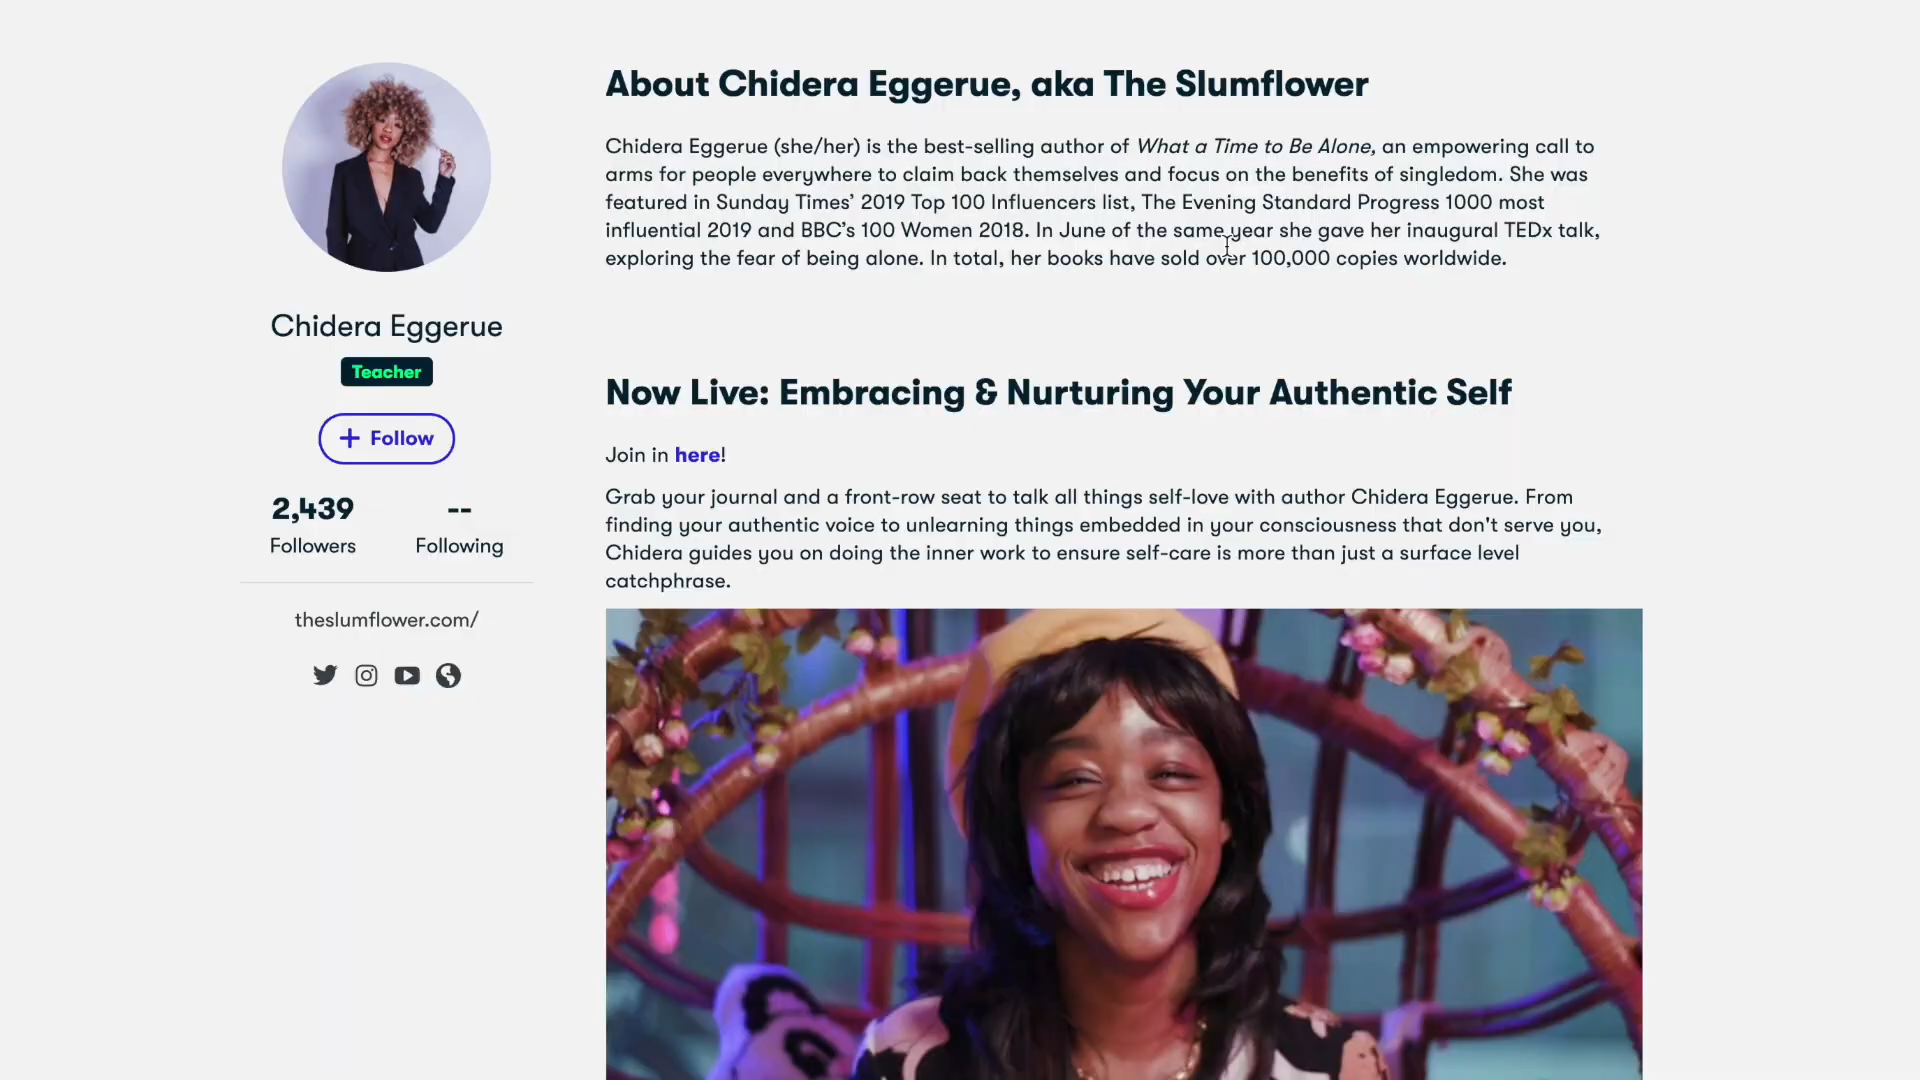 About Chidera Eggerue, aka The Slumflower
Chidera Eggerue (she/her) is the best-selling author of What a Time to Be Alone, an empowering call to
arms for people everywhere to claim back themselves and focus on the benefits of singledom. She was
featured in Sunday Times’ 2019 Top 100 Influencers list, The Evening Standard Progress 1000 most
influential 2019 and BBC’s 100 Women 2018. In June of the same year she gave her inaugural TEDx talk,
exploring the fear of being alone. In total, her books have sold over 100,000 copies worldwide.
Chidera Eggerue
Teacher
+ Follow
2,439 --
Followers Following
theslumflower.com/
Now Live: Embracing & Nurturing Your Authentic Self
Join in here!
Grab your journal and a front-row seat to talk all things self-love with author Chidera Eggerue. From
finding your authentic voice to unlearning things embedded in your consciousness that don't serve you,
Chidera guides you on doing the inner work to ensure self-care is more than just a surface level
catchphrase.